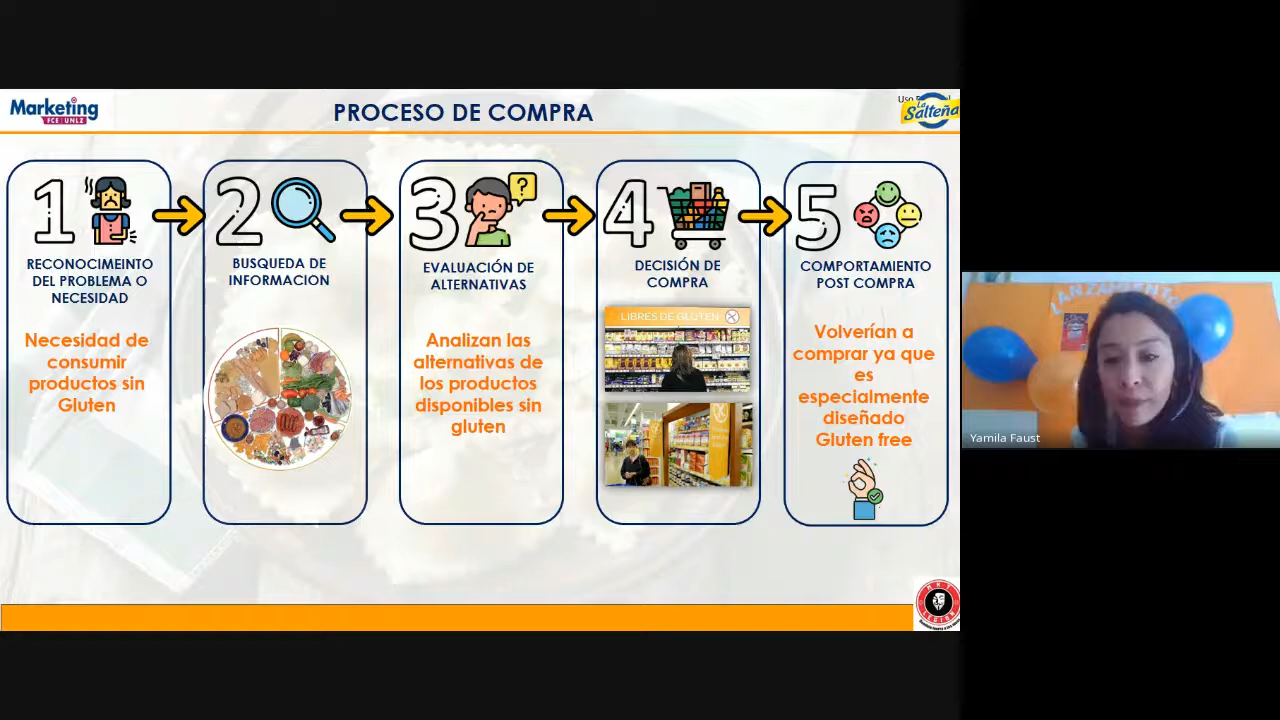 Marketing
FCE | UNLZ
PROCESO DE COMPRA
La
Salteña
1
RECONOCIMEINTO
DEL PROBLEMA O
NECESIDAD
Necesidad de
consumir
productos sin
Gluten
2
BUSQUEDA DE
INFORMACION
3
?
EVALUACIÓN DE
ALTERNATIVAS
Analizan las
alternativas de
los productos
disponibles sin
gluten
4
DECISIÓN DE
COMPRA
LIBRES DE GLUTEN
5
COMPORTAMIENTO
POST COMPRA
Volverían a
comprar ya que
es
especialmente
diseñado
Gluten free
LANZAMIENTO
Yamila Faust